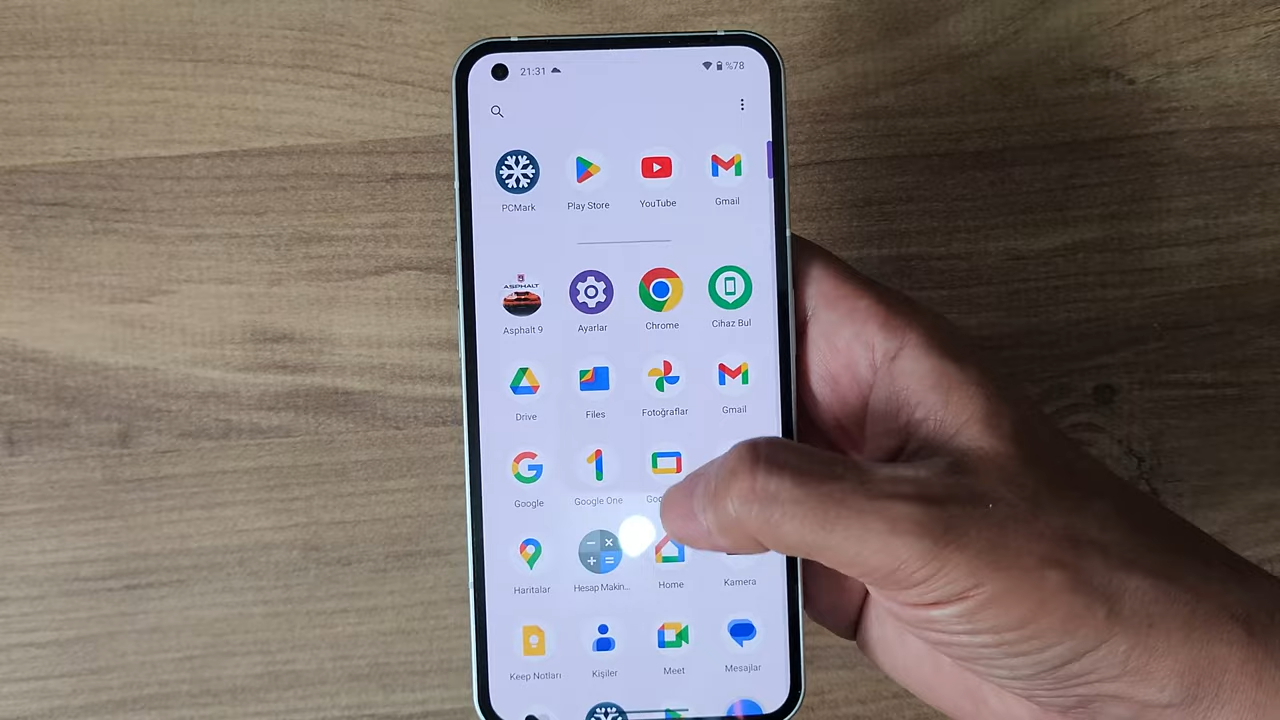 21:31 %78
PCMark Play Store YouTube Gmail
ASPHALT
Asphalt 9 Ayarlar Chrome Cihaz Bul
Drive Files Fotoğraflar Gmail
Google Google One
Haritalar Hesap Makin... Home Kamera
Keep Notları Kişiler Meet Mesajlar